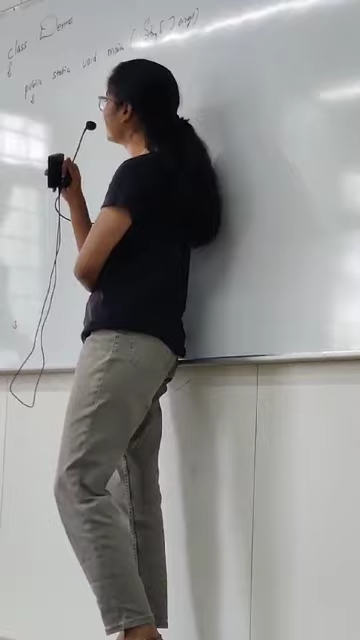 class Demo
{
public static void main (String[] args)
{